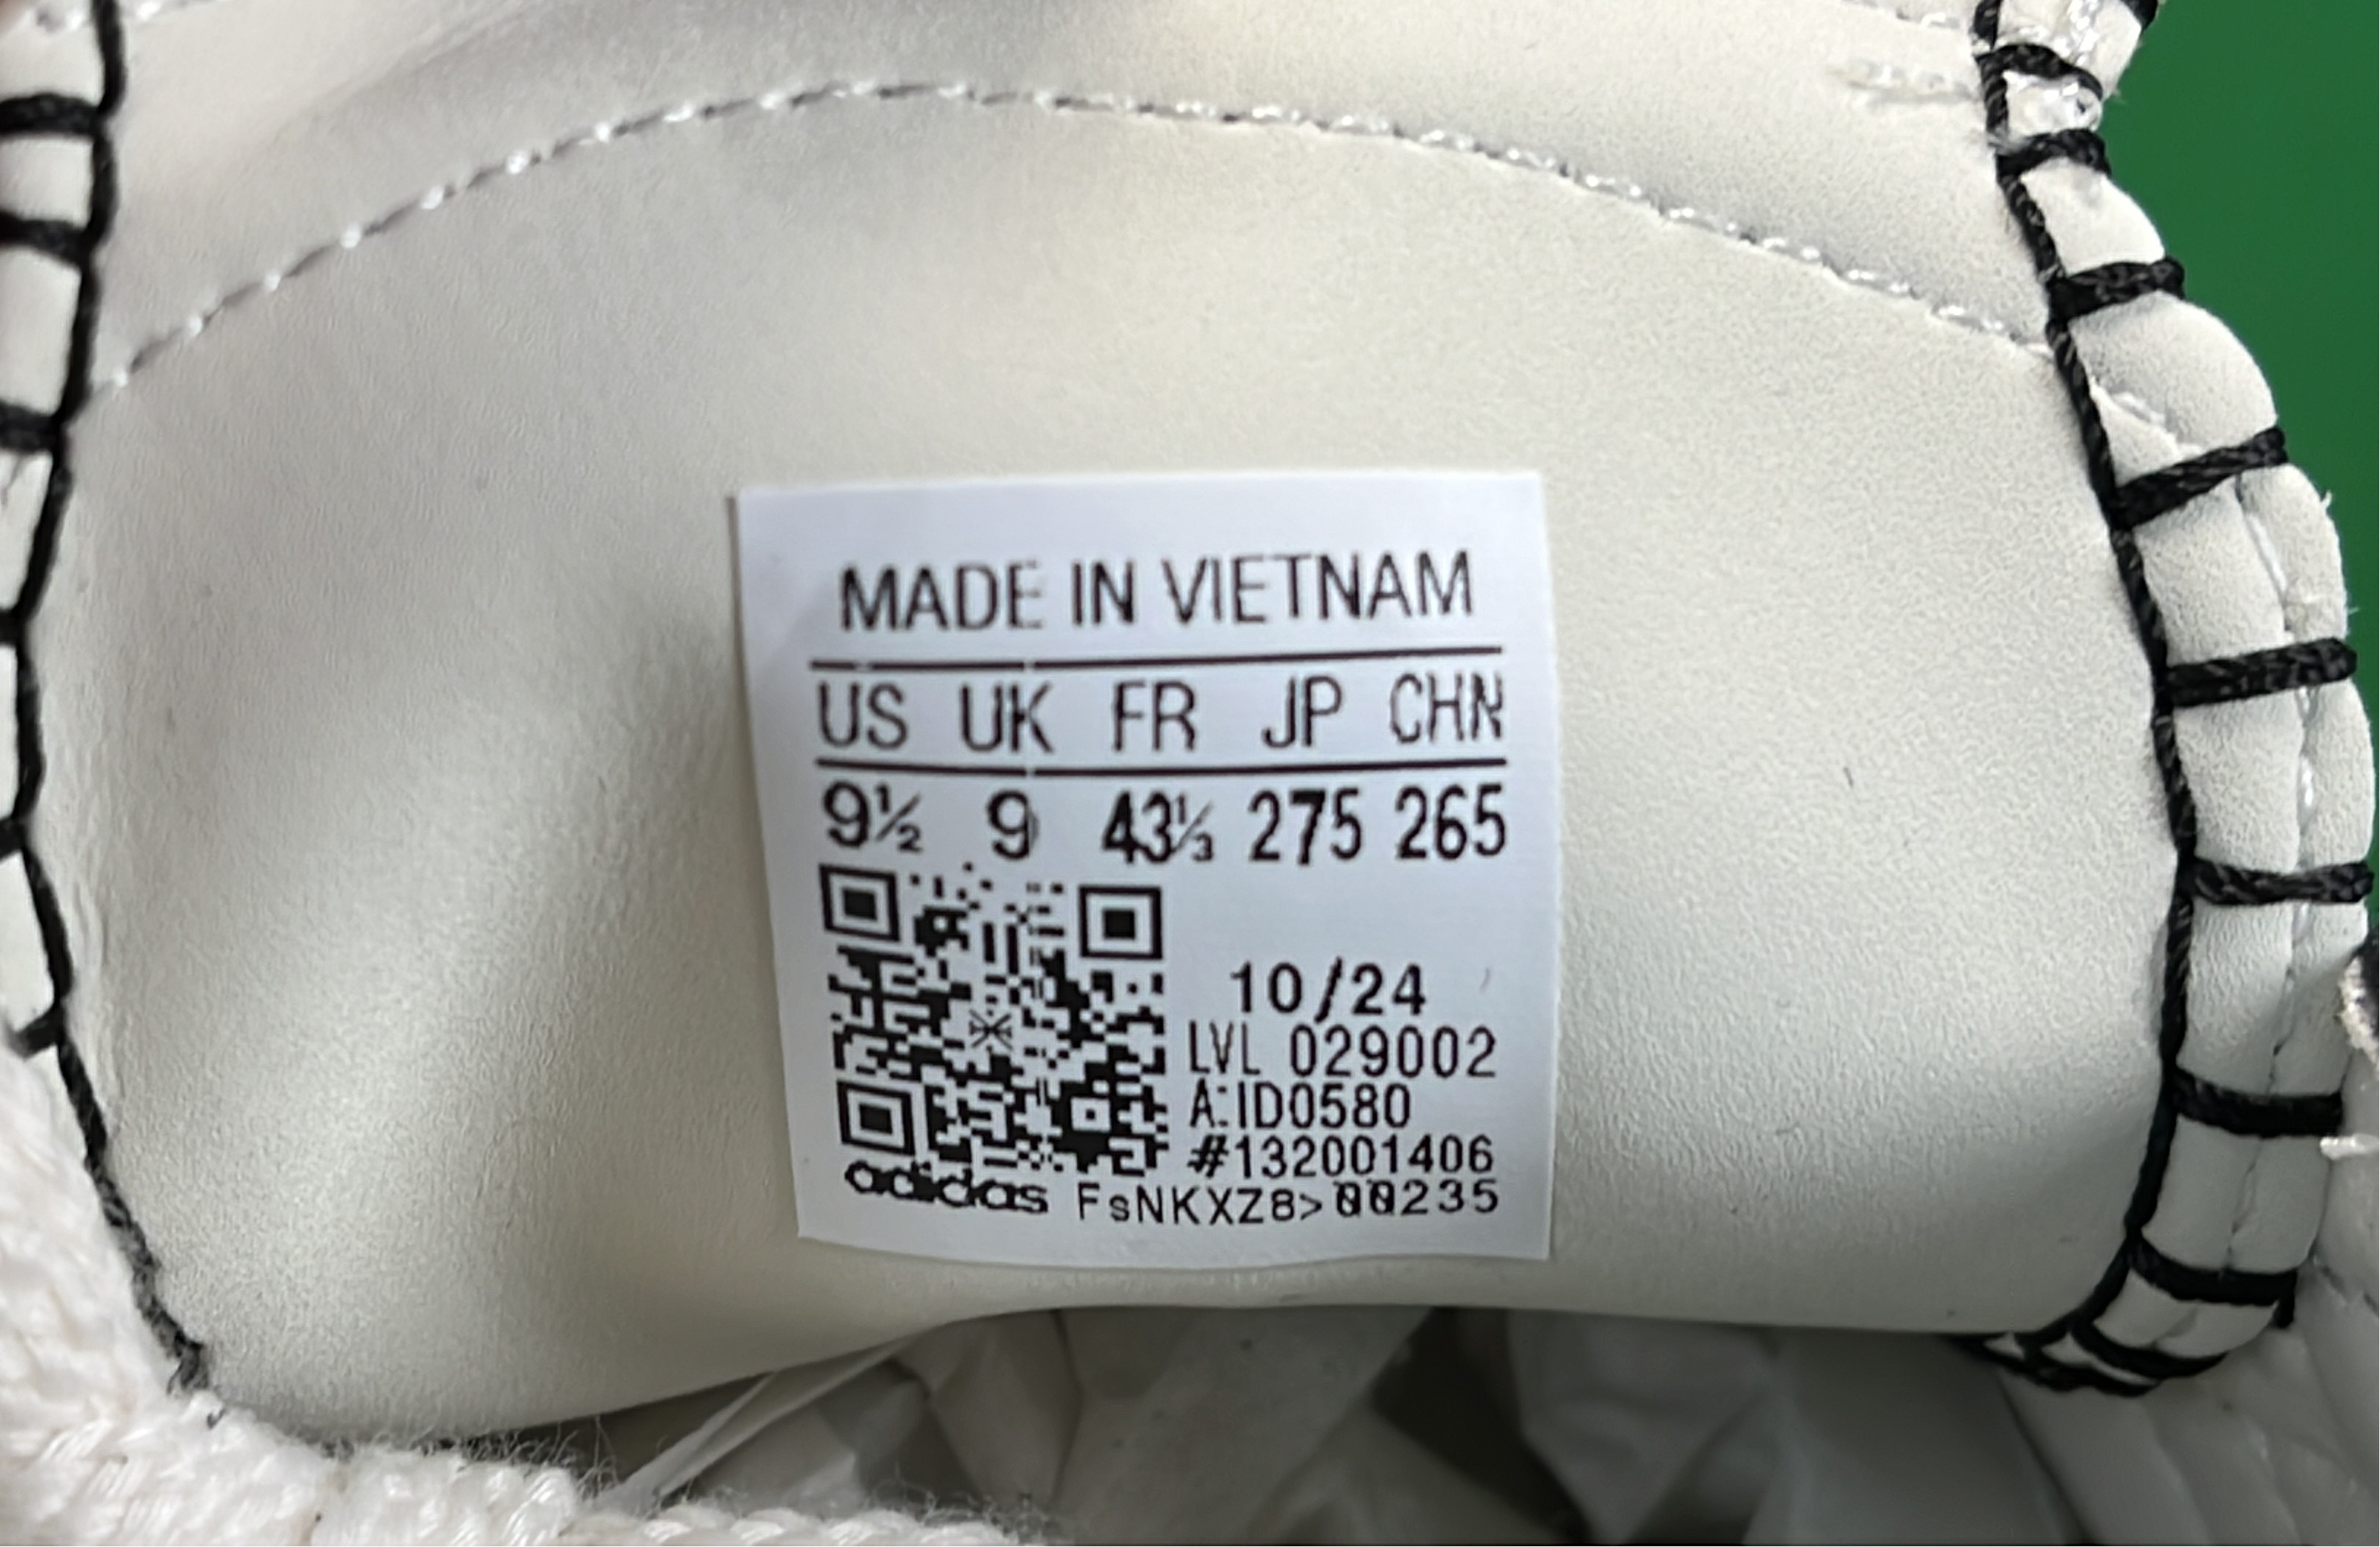 MADE IN VIETNAM
US UK FR JP CHN
9½ 9 43⅓ 275 265
10/24
LVL 029002
A:ID0580
#132001406
adidas FsNKXZ8>00235